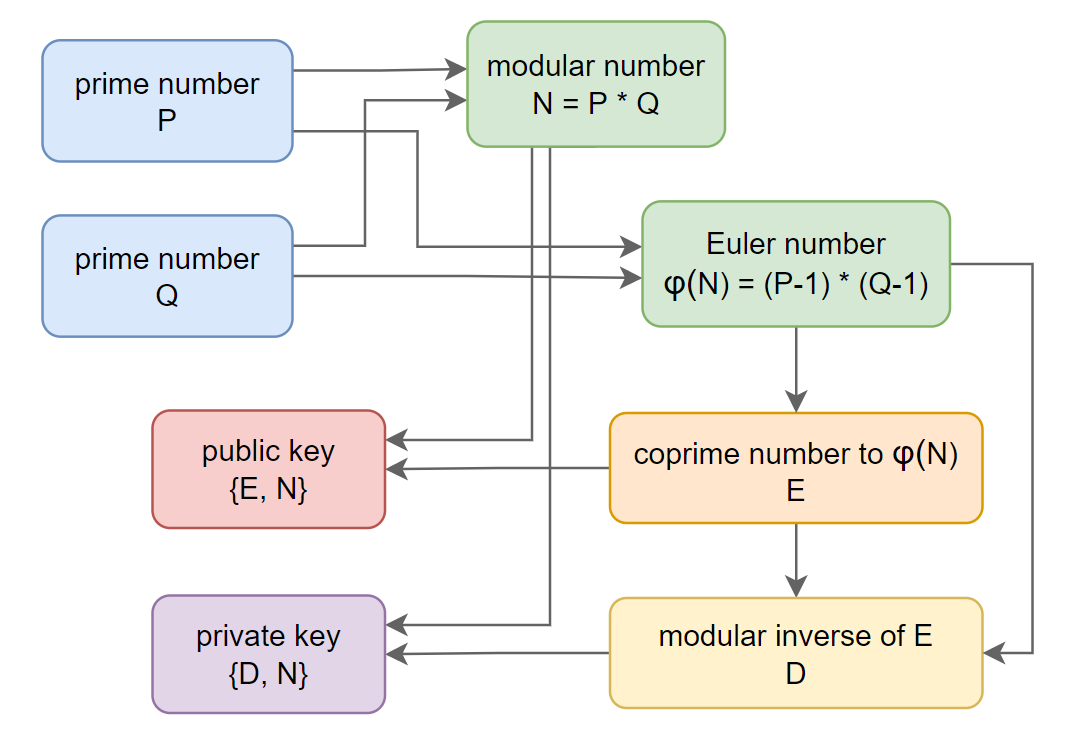 prime number
P
modular number
N = P * Q
prime number
Q
Euler number
φ(N) = (P-1) * (Q-1)
public key
{E, N}
coprime number to φ(N)
E
private key
{D, N}
modular inverse of E
D